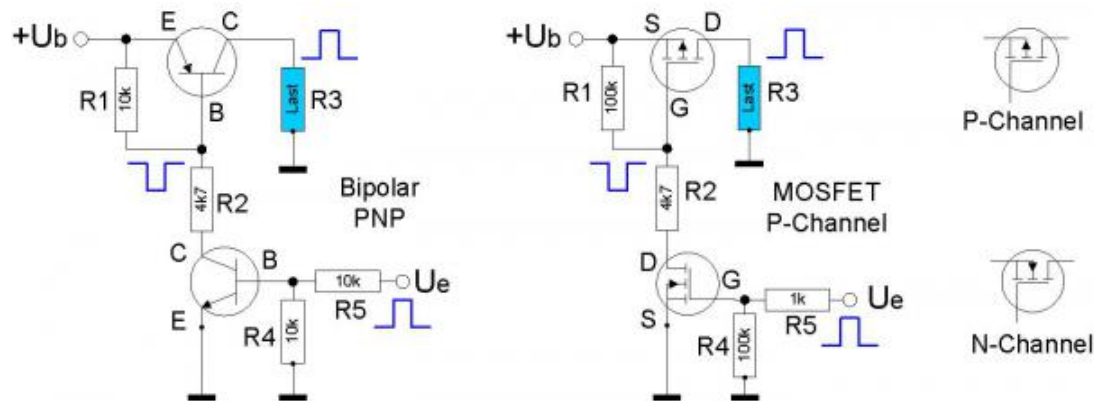 +Ub
E
C
R1
10k
B
Last
R3
4k7
R2
Bipolar
PNP
C
B
E
10k
R5
Ue
R4
10k
+Ub
S
D
R1
100k
G
Last
R3
4k7
R2
MOSFET
P-Channel
D
G
S
1k
R5
Ue
R4
100k
P-Channel
N-Channel